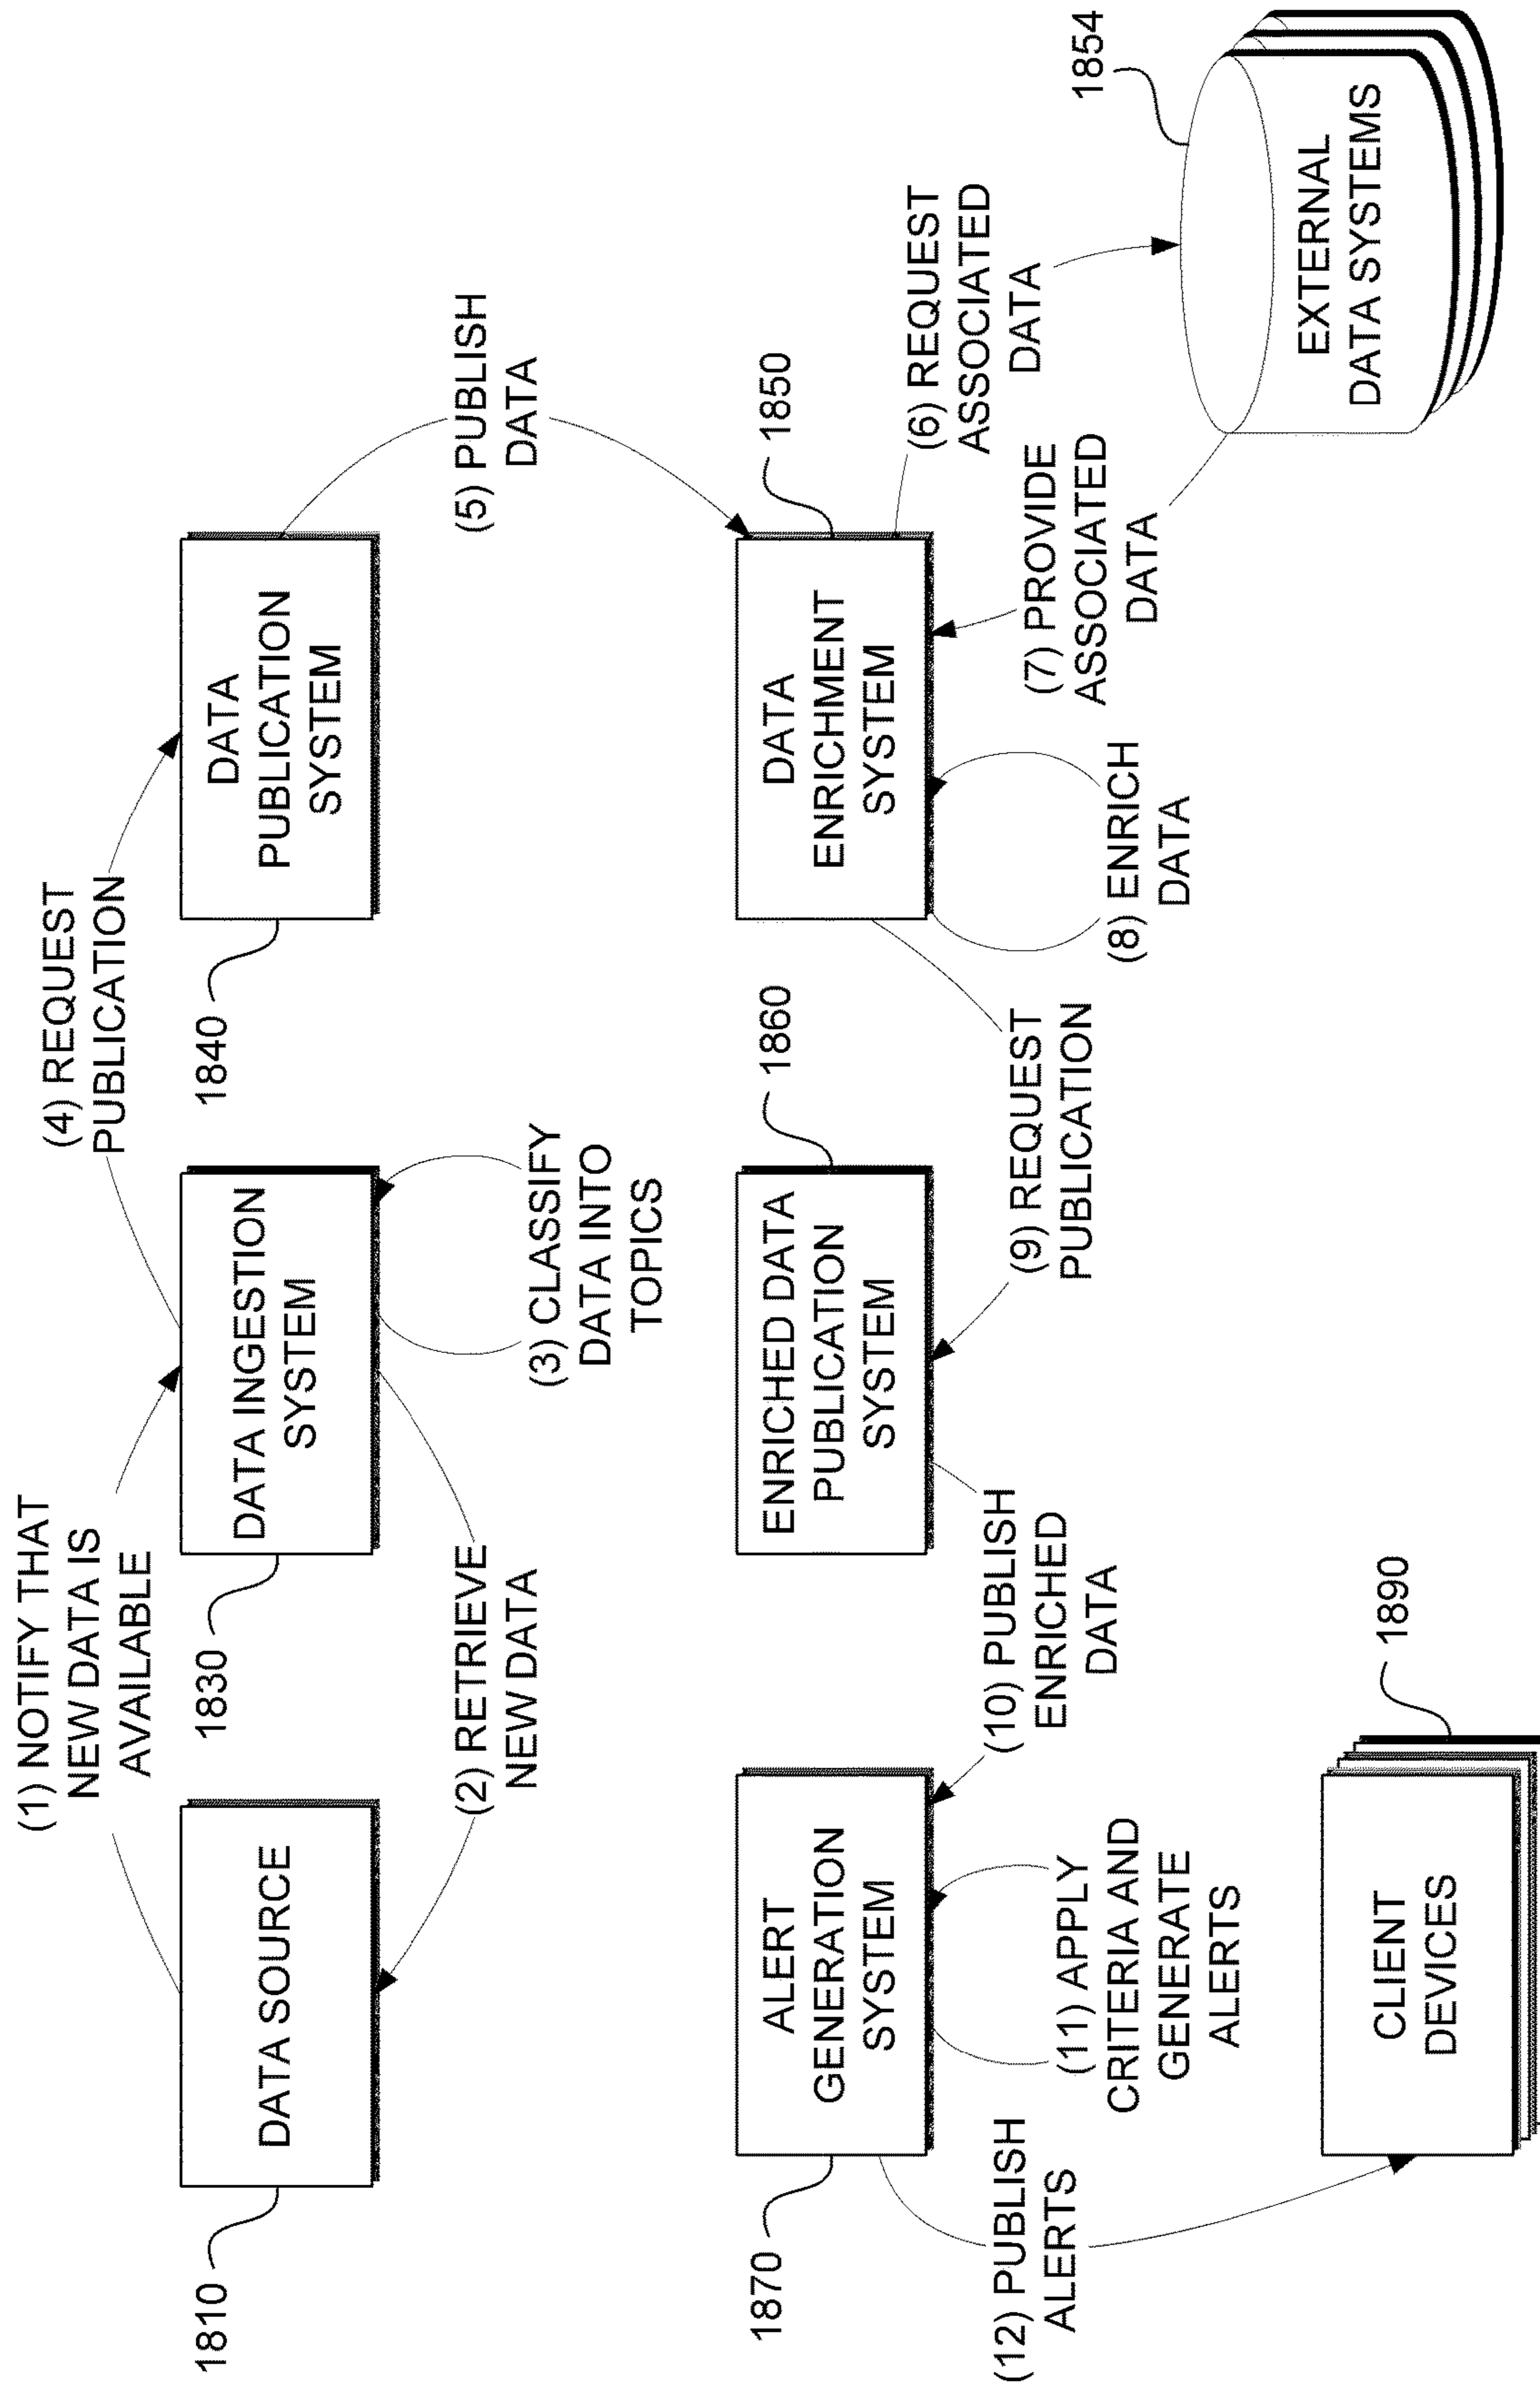 (1) NOTIFY THAT
NEW DATA IS
AVAILABLE
(4) REQUEST
PUBLICATION
DATA SOURCE
1810
DATA INGESTION
SYSTEM
1830
DATA
PUBLICATION
SYSTEM
1840
(2) RETRIEVE
NEW DATA
(3) CLASSIFY
DATA INTO
TOPICS
(5) PUBLISH
DATA
ALERT
GENERATION
SYSTEM
1870
ENRICHED DATA
PUBLICATION
SYSTEM
1860
DATA
ENRICHMENT
SYSTEM
1850
(6) REQUEST
ASSOCIATED
DATA
(7) PROVIDE
ASSOCIATED
DATA
(8) ENRICH
DATA
(9) REQUEST
PUBLICATION
(10) PUBLISH
ENRICHED
DATA
(11) APPLY
CRITERIA AND
GENERATE
ALERTS
(12) PUBLISH
ALERTS
CLIENT
DEVICES
1890
EXTERNAL
DATA SYSTEMS
1854